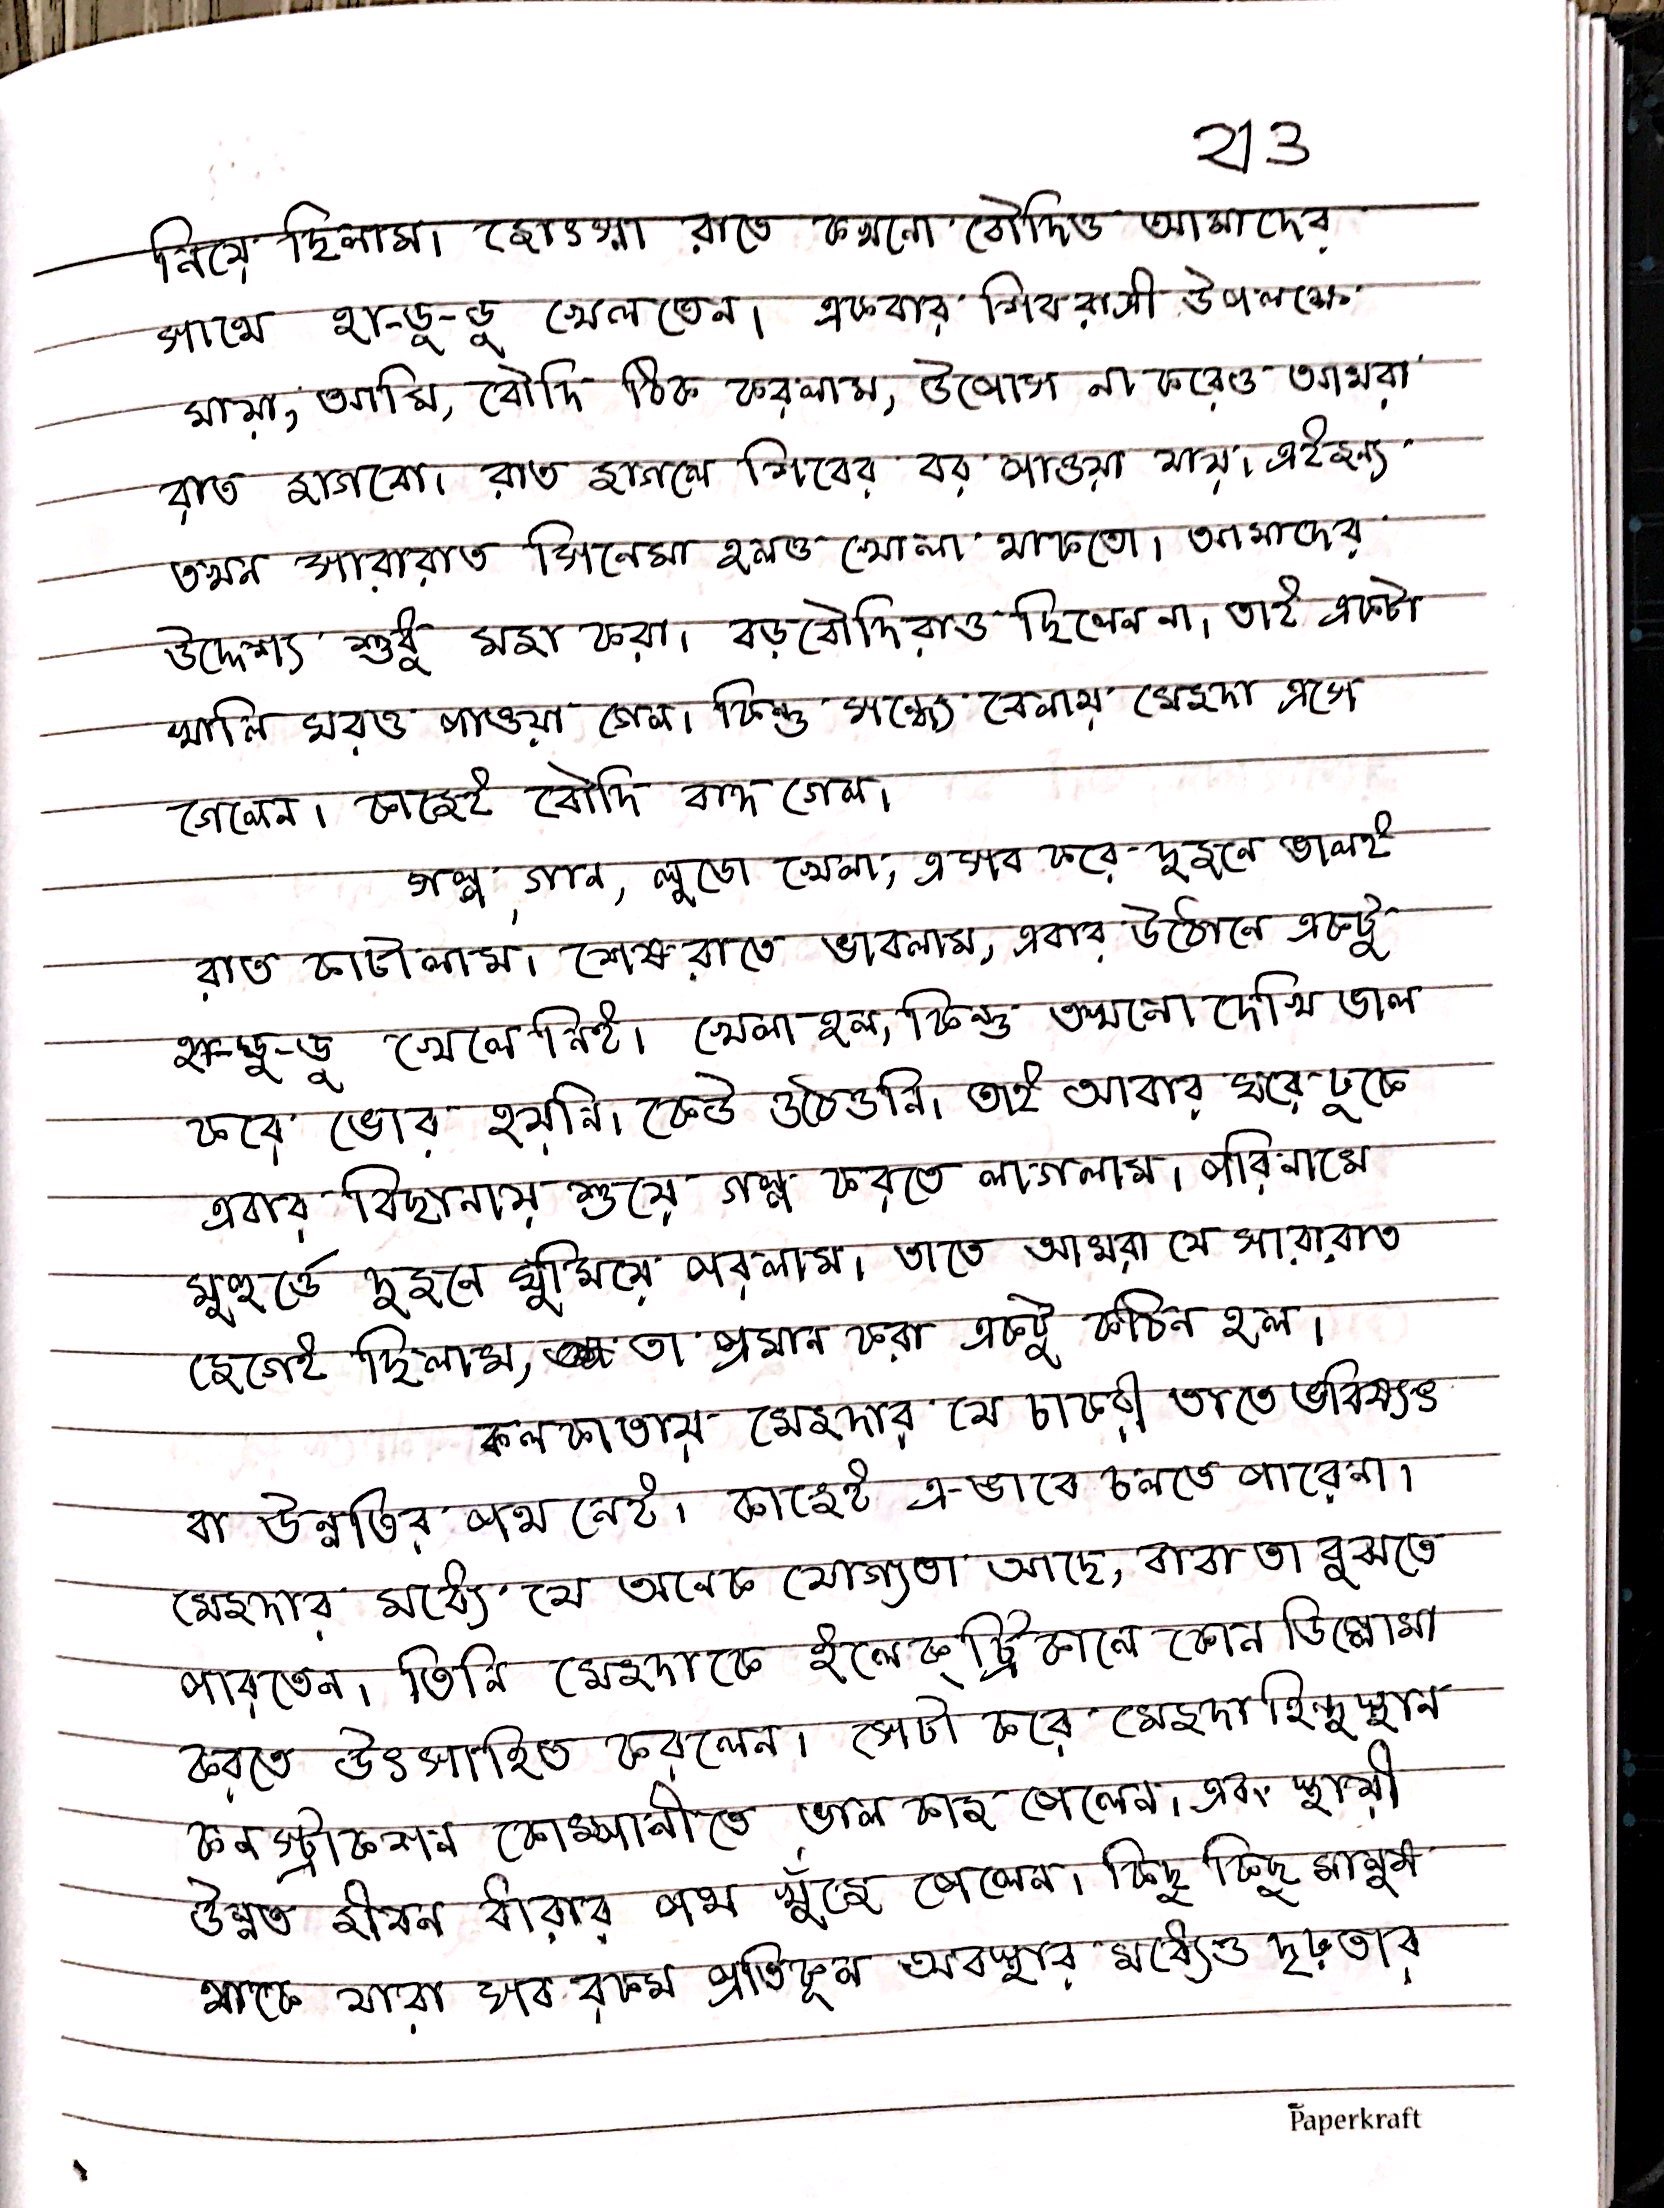 ২৷৩
নিয়ে ছিলাম। জোৎস্না রাতে কখনো বৌদিও আমাদের
সাথে হা-ডু-ডু খেলতেন। একবার শিবরাত্রী উপলক্ষে
মায়া, আমি, বৌদি ঠিক করলাম, উপোস না করেও আমরা
রাত জাগবো। রাত জাগলে শিবের বর পাওয়া যায়। এইজন্য
তখন সারারাত সিনেমা হলও খোলা থাকতো। আমাদের
উদ্দেশ্য শুধু মজা করা। বড়বৌদিরাও ছিলেন না। তাই একটা
খালি ঘরও পাওয়া গেল। কিন্তু সন্ধ্যে বেলায় মেজদা এসে
গেলেন। কাজেই বৌদি বাদ গেল।
গল্প, গান, লুডো খেলা, এসব করে দুজনে ভালই
রাত কাটালাম। শেষরাতে ভাবলাম, এবার উঠোনে একটু
হা-ডু-ডু খেলে নিই। খেলা হল, কিন্তু তখনো দেখি ভাল
করে ভোর হয়নি। কেউ ওঠেওনি। তাই আবার ঘরে ঢুকে
এবার বিছানায় শুয়ে গল্প করতে লাগলাম। পরিনামে
মুহুর্ত্তে দুজনে ঘুমিয়ে পরলাম। তাতে আমরা যে সারারাত
জেগেই ছিলাম, তা প্রমান করা একটু কঠিন হল।
কলকাতায় মেজদার যে চাকরী তাতে ভবিষ্যৎ
বা উন্নতির পথ নেই। কাজেই এ-ভাবে চলতে পারেনা।
মেজদার মধ্যে যে অনেক যোগ্যতা আছে, বাবা তা বুঝতে
পারতেন। তিনি মেজদাকে ইলেক্ট্রিকালে কোন ডিপ্লোমা
করতে উৎসাহিত করলেন। সেটা করে মেজদা হিন্দুস্থান
কনস্ট্রাকশন কোম্পানীতে ভাল কাজ পেলেন। এবং স্থায়ী
উন্নত জীবন ধারার পথ খুঁজে পেলেন। কিছু কিছু মানুষ
থাকে যারা সব রকম প্রতিকূল অবস্থার মধ্যেও দৃঢ়তার
Paperkraft